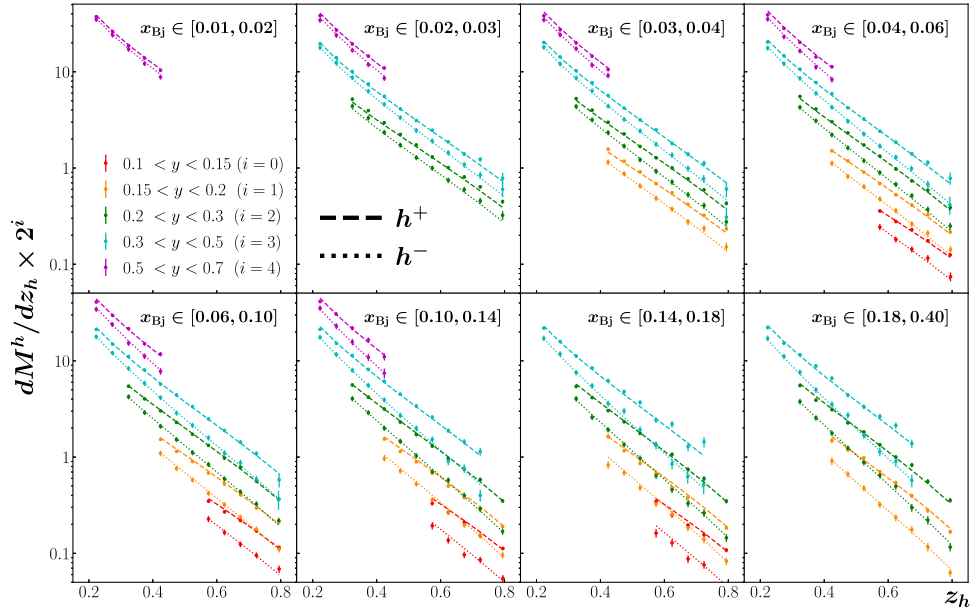 x_Bj ∈ [0.01, 0.02]
x_Bj ∈ [0.02, 0.03]
x_Bj ∈ [0.03, 0.04]
x_Bj ∈ [0.04, 0.06]
10
1
0.1
0.1 < y < 0.15 (i = 0)
0.15 < y < 0.2 (i = 1)
0.2 < y < 0.3 (i = 2)
0.3 < y < 0.5 (i = 3)
0.5 < y < 0.7 (i = 4)
h⁺
h⁻
dM^h/dz_h × 2^i
x_Bj ∈ [0.06, 0.10]
x_Bj ∈ [0.10, 0.14]
x_Bj ∈ [0.14, 0.18]
x_Bj ∈ [0.18, 0.40]
10
1
0.1
0.2 0.4 0.6 0.8
0.2 0.4 0.6 0.8
0.2 0.4 0.6 0.8
0.2 0.4 0.6 0.8
z_h